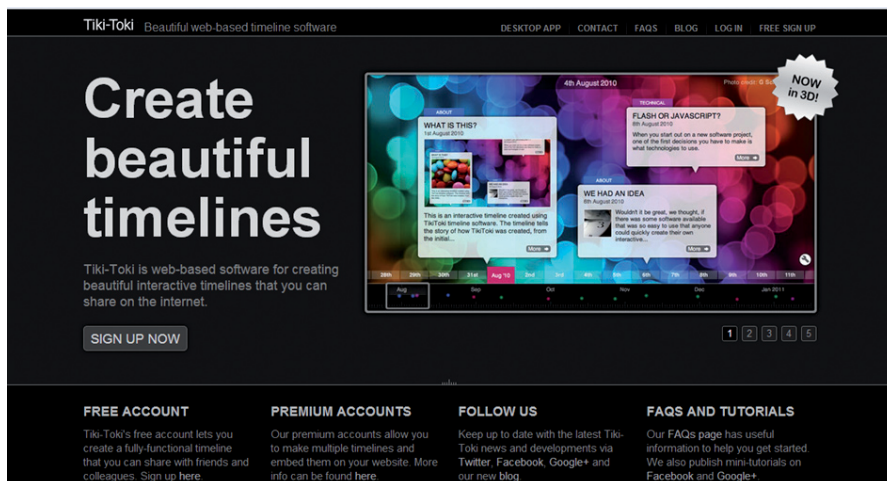 Tiki-Toki Beautiful web-based timeline software
DESKTOP APP CONTACT FAQS BLOG LOG IN FREE SIGN UP
Create
beautiful
timelines
Tiki-Toki is web-based software for creating
beautiful interactive timelines that you can
share on the internet.
SIGN UP NOW
4th August 2010
Photo credit: G
NOW
in 3D!
ABOUT
WHAT IS THIS?
1st August 2010
This is an interactive timeline created using
TikiToki timeline software. The timeline tells
the story of how TikiToki was created, from
the initial...
More
TECHNICAL
FLASH OR JAVASCRIPT?
8th August 2010
When you start out on a new software project,
one of the first decisions you have to make is
what technologies to use.
More
ABOUT
WE HAD AN IDEA
6th August 2010
Wouldn't it be great, we thought, if
there was some software available
that was so easy to use that anyone
could quickly create their own
interactive...
More
28th 29th 30th 31st Aug '10 2nd 3rd 4th 5th 6th 7th 8th 9th 10th 11th
Aug Sep Oct Nov Dec Jan 2011
1 2 3 4 5
FREE ACCOUNT
Tiki-Toki's free account lets you
create a fully-functional timeline
that you can share with friends and
colleagues. Sign up here.
PREMIUM ACCOUNTS
Our premium accounts allow you
to make multiple timelines and
embed them on your website. More
info can be found here.
FOLLOW US
Keep up to date with the latest Tiki-
Toki news and developments via
Twitter, Facebook, Google+ and
our new blog.
FAQS AND TUTORIALS
Our FAQs page has useful
information to help you get started.
We also publish mini-tutorials on
Facebook and Google+.